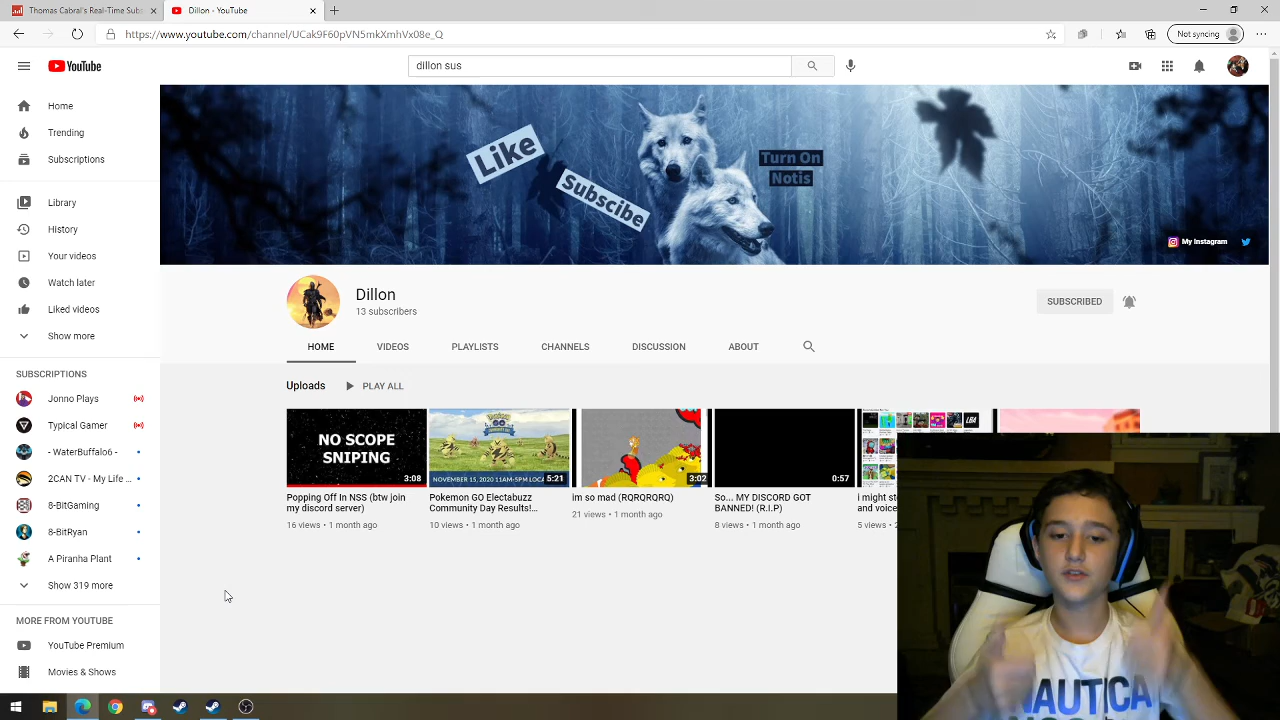 Thomas Cabral's Real-Time Sub
Dillon - YouTube
https://www.youtube.com/channel/UCak9F60pVN5mkXmhVx08e_Q
Not syncing
YouTube
dillon sus
Home
Trending
Subscriptions
Library
History
Your videos
Watch later
Liked videos
Show more
SUBSCRIPTIONS
Jonno Plays
Typical Gamer
- WaterBuffalo6 -
2CAN TV - My Life ...
8-BitGaming
8-BitRyan
A Piranha Plant
Show 319 more
MORE FROM YOUTUBE
YouTube Premium
Movies & Shows
Like
Subscibe
Turn On
Notis
My Instagram
Dillon
13 subscribers
SUBSCRIBED
HOME VIDEOS PLAYLISTS CHANNELS DISCUSSION ABOUT
Uploads PLAY ALL
NO SCOPE
SNIPING
3:08
Pokemon GO Electabuzz
NOVEMBER 15, 2020 11AM-5PM LOCA
5:21
3:02
0:57
LBA
Popping Off In NSS (btw join
my discord server)
16 views • 1 month ago
Pokemon GO Electabuzz
Community Day Results!...
10 views • 1 month ago
im so mad (RQRQRQRQ)
21 views • 1 month ago
So... MY DISCORD GOT
BANNED! (R.I.P)
8 views • 1 month ago
i might st
and voice
5 views •
NAUTICA